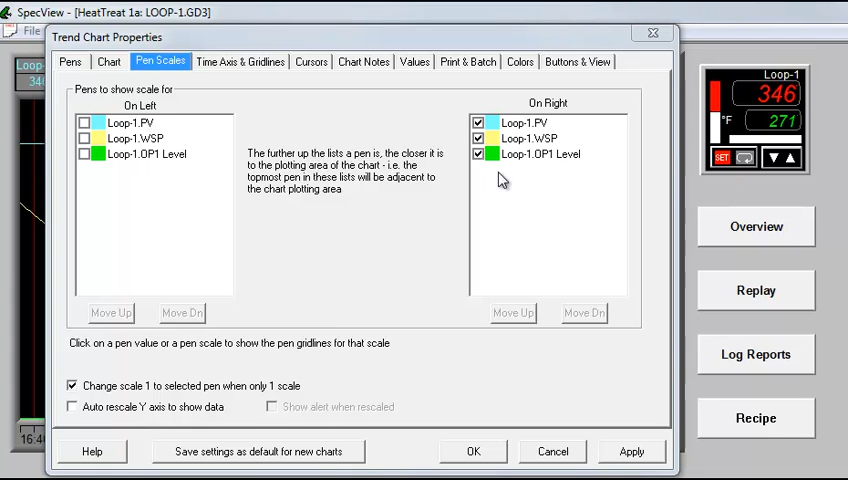 SpecView - [HeatTreat 1a: LOOP-1.GD3]
File
Trend Chart Properties
Pens
Chart
Pen Scales
Time Axis & Gridlines
Cursors
Chart Notes
Values
Print & Batch
Colors
Buttons & View
Pens to show scale for
On Left
On Right
Loop-1.PV
Loop-1.WSP
Loop-1.OP1 Level
The further up the lists a pen is, the closer it is
to the plotting area of the chart - i.e. the
topmost pen in these lists will be adjacent to
the chart plotting area
Loop-1.PV
Loop-1.WSP
Loop-1.OP1 Level
Move Up
Move Dn
Move Up
Move Dn
Click on a pen value or a pen scale to show the pen gridlines for that scale
Change scale 1 to selected pen when only 1 scale
Auto rescale Y axis to show data
Show alert when rescaled
Help
Save settings as default for new charts
OK
Cancel
Apply
Loop-
346
16:40
Loop-1
346
°F
271
SET
Overview
Replay
Log Reports
Recipe